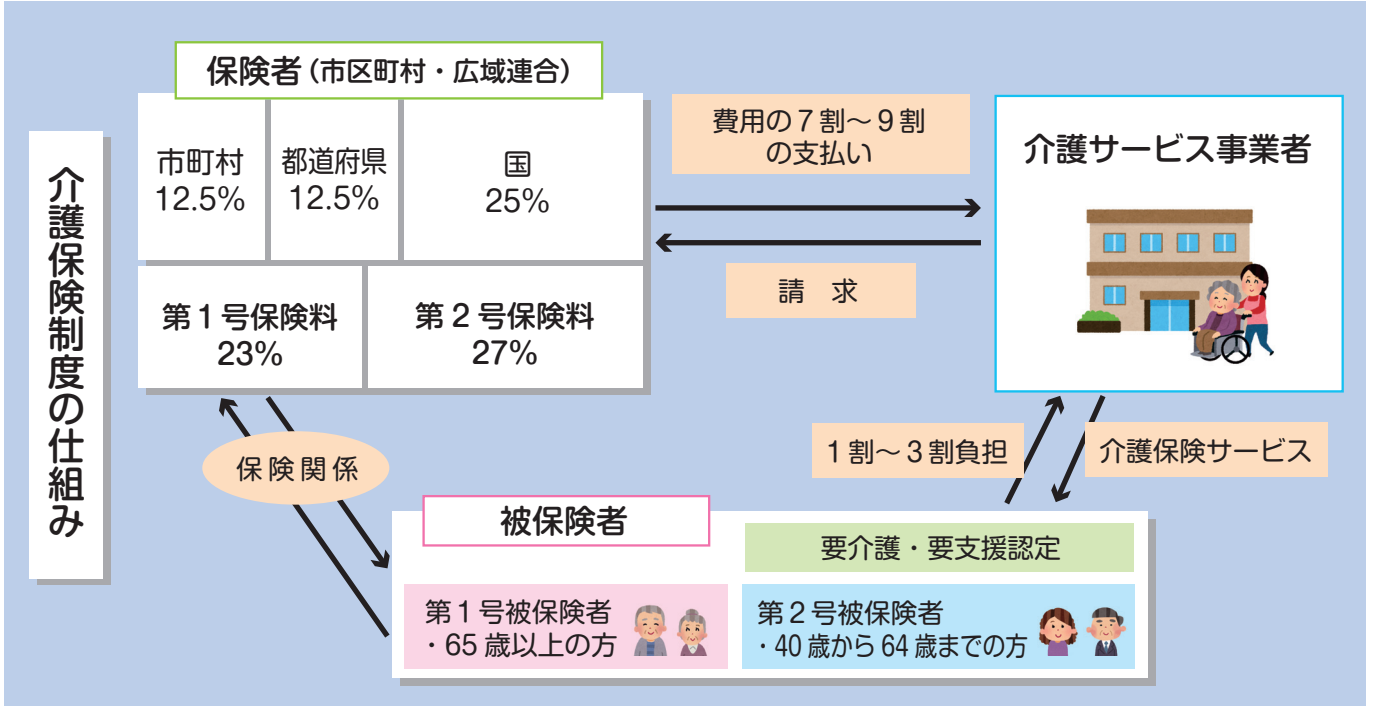 介護保険制度の仕組み
保険者（市区町村・広域連合）
市町村
12.5%
都道府県
12.5%
国
25%
第１号保険料
23%
第２号保険料
27%
費用の７割～９割
の支払い
請　求
介護サービス事業者
保険関係
１割～３割負担
介護保険サービス
被保険者
要介護・要支援認定
第１号被保険者
・65歳以上の方
第２号被保険者
・40歳から64歳までの方